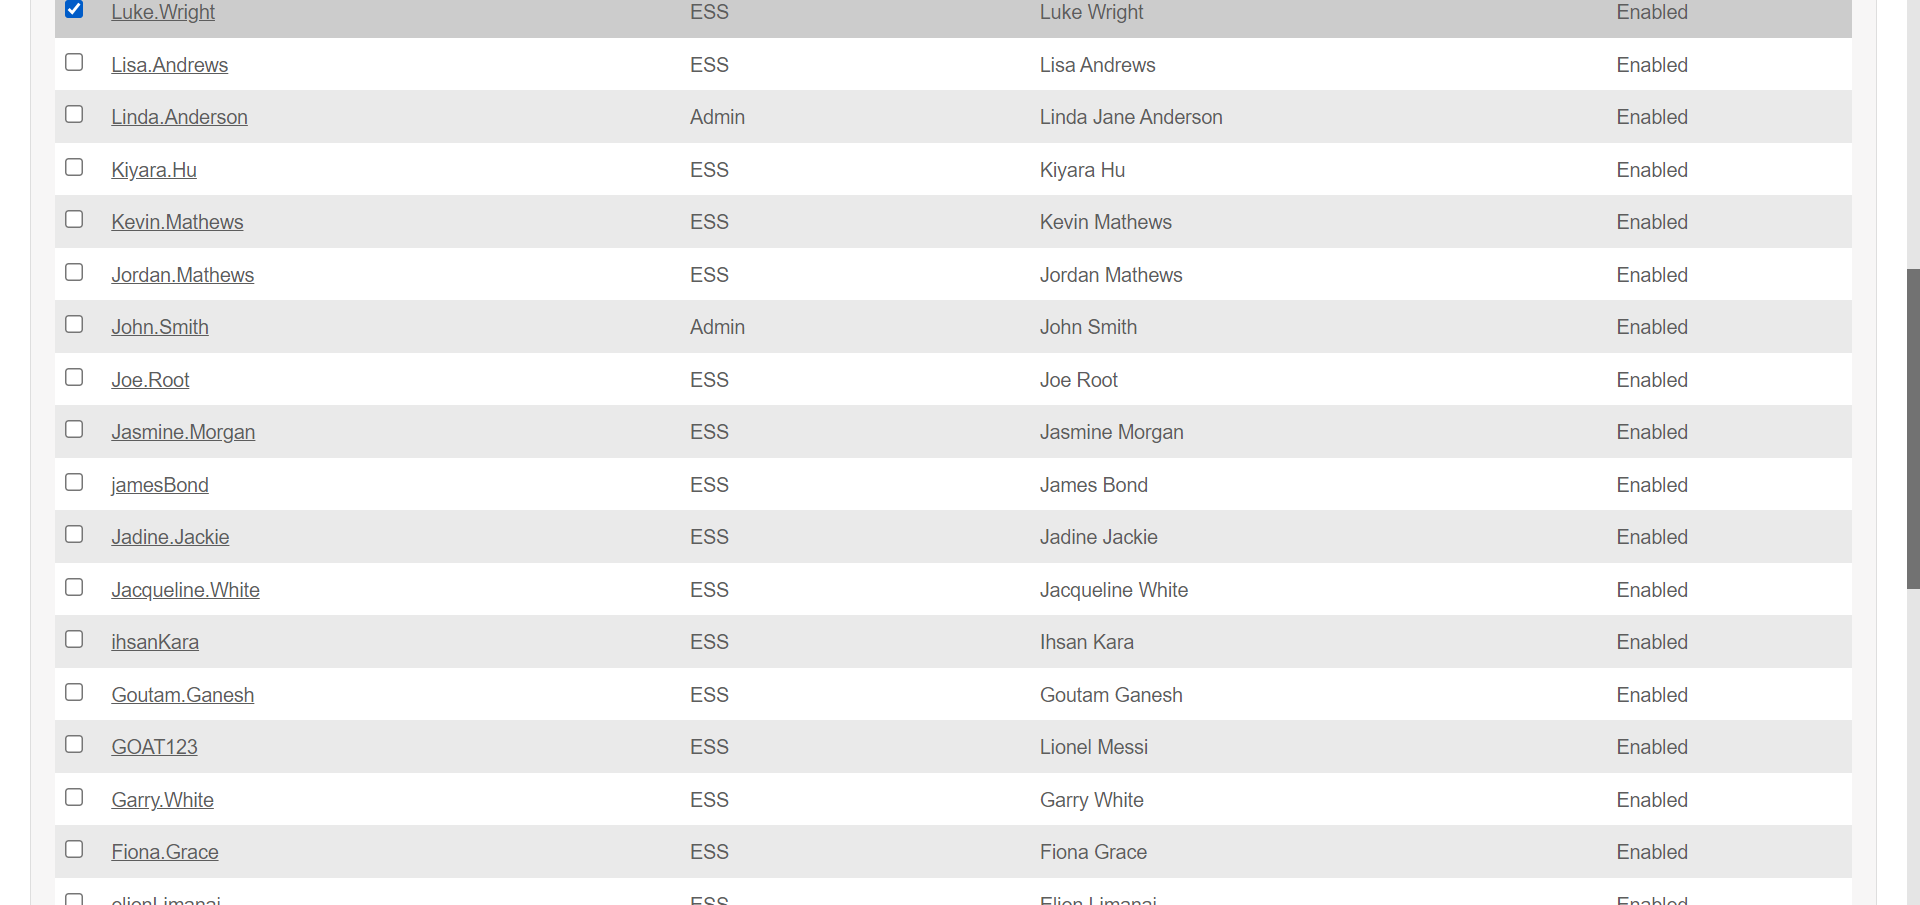 Luke.Wright ESS Luke Wright Enabled
Lisa.Andrews ESS Lisa Andrews Enabled
Linda.Anderson Admin Linda Jane Anderson Enabled
Kiyara.Hu ESS Kiyara Hu Enabled
Kevin.Mathews ESS Kevin Mathews Enabled
Jordan.Mathews ESS Jordan Mathews Enabled
John.Smith Admin John Smith Enabled
Joe.Root ESS Joe Root Enabled
Jasmine.Morgan ESS Jasmine Morgan Enabled
jamesBond ESS James Bond Enabled
Jadine.Jackie ESS Jadine Jackie Enabled
Jacqueline.White ESS Jacqueline White Enabled
ihsanKara ESS Ihsan Kara Enabled
Goutam.Ganesh ESS Goutam Ganesh Enabled
GOAT123 ESS Lionel Messi Enabled
Garry.White ESS Garry White Enabled
Fiona.Grace ESS Fiona Grace Enabled
ESS Enabled